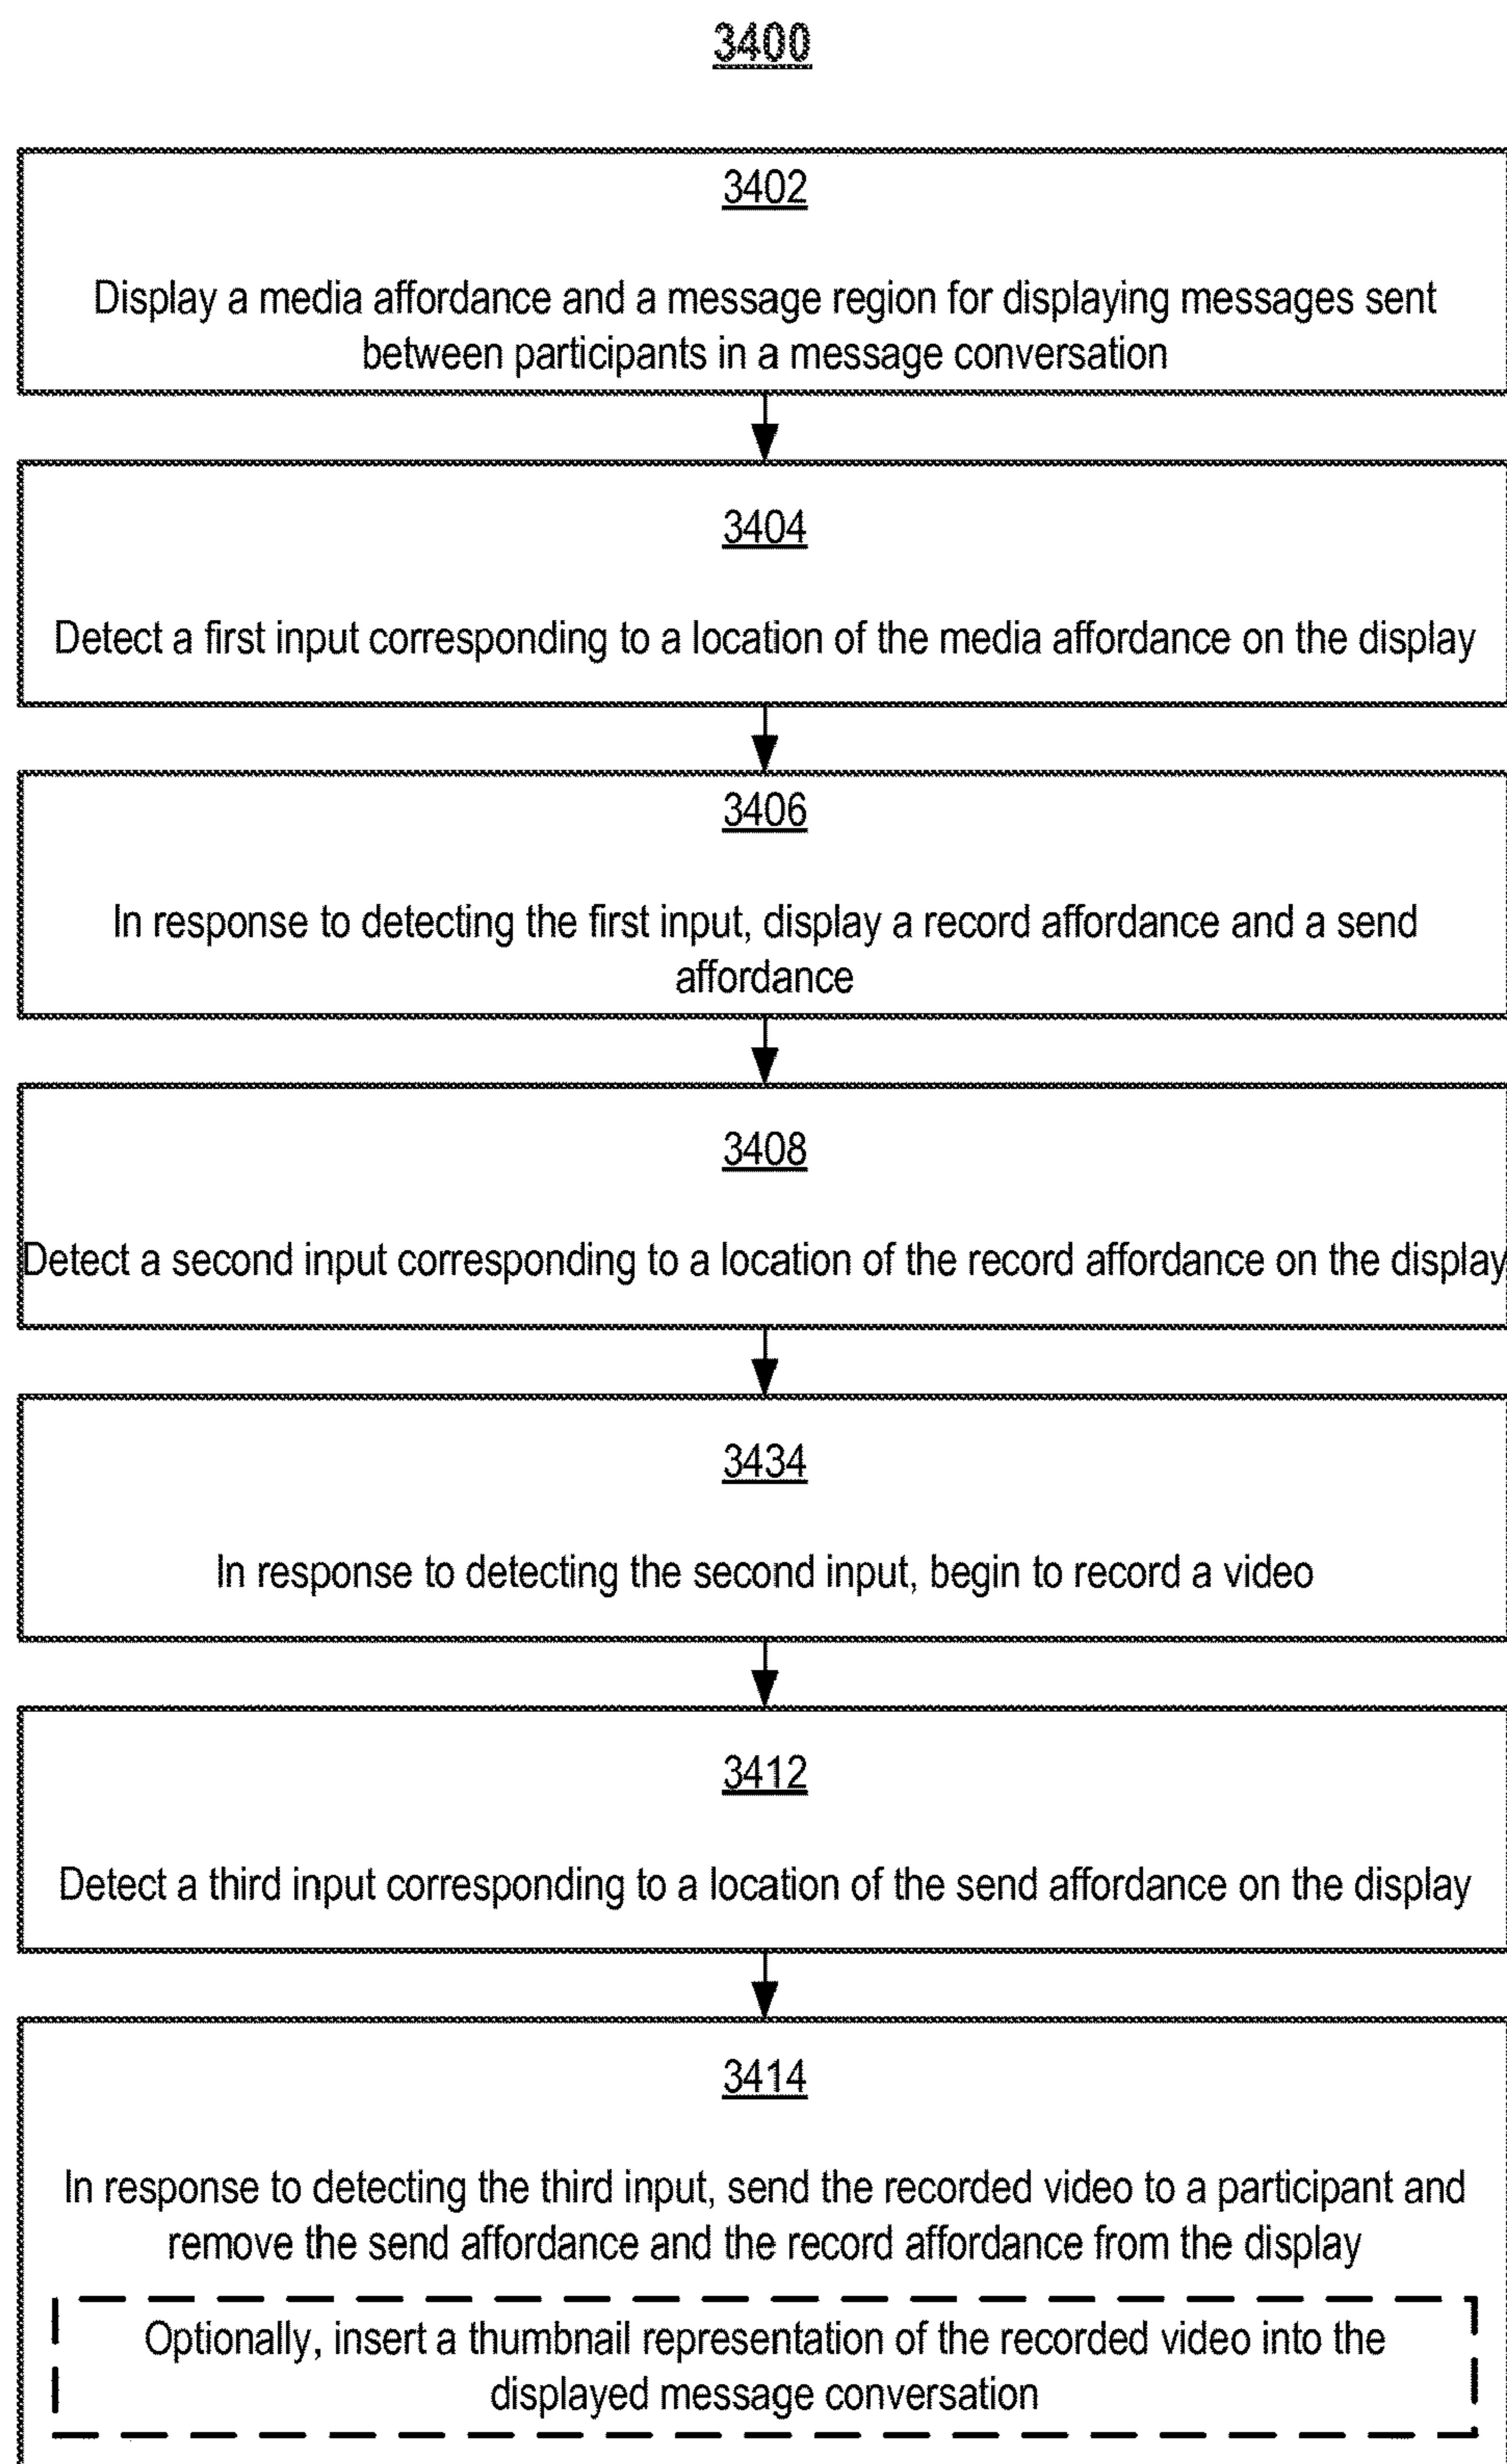 3400
3402
Display a media affordance and a message region for displaying messages sent
between participants in a message conversation
3404
Detect a first input corresponding to a location of the media affordance on the display
3406
In response to detecting the first input, display a record affordance and a send
affordance
3408
Detect a second input corresponding to a location of the record affordance on the display
3434
In response to detecting the second input, begin to record a video
3412
Detect a third input corresponding to a location of the send affordance on the display
3414
In response to detecting the third input, send the recorded video to a participant and
remove the send affordance and the record affordance from the display
Optionally, insert a thumbnail representation of the recorded video into the
displayed message conversation